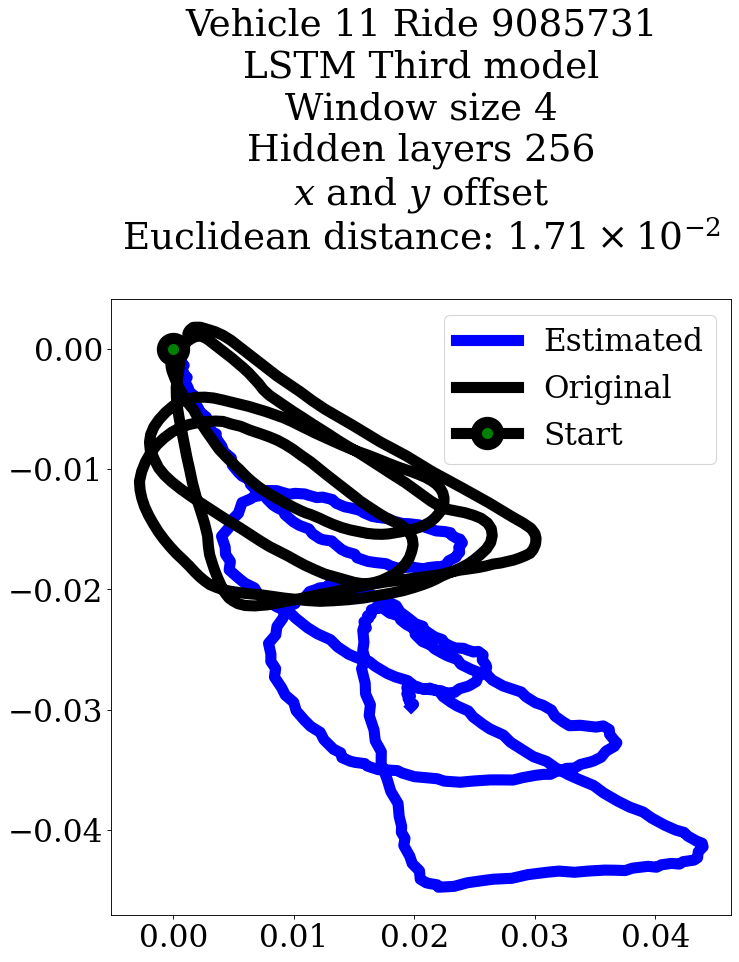 Vehicle 11 Ride 9085731
LSTM Third model
Window size 4
Hidden layers 256
x and y offset
Euclidean distance: 1.71 × 10⁻²
Estimated
Original
Start
0.00
−0.01
−0.02
−0.03
−0.04
0.00 0.01 0.02 0.03 0.04